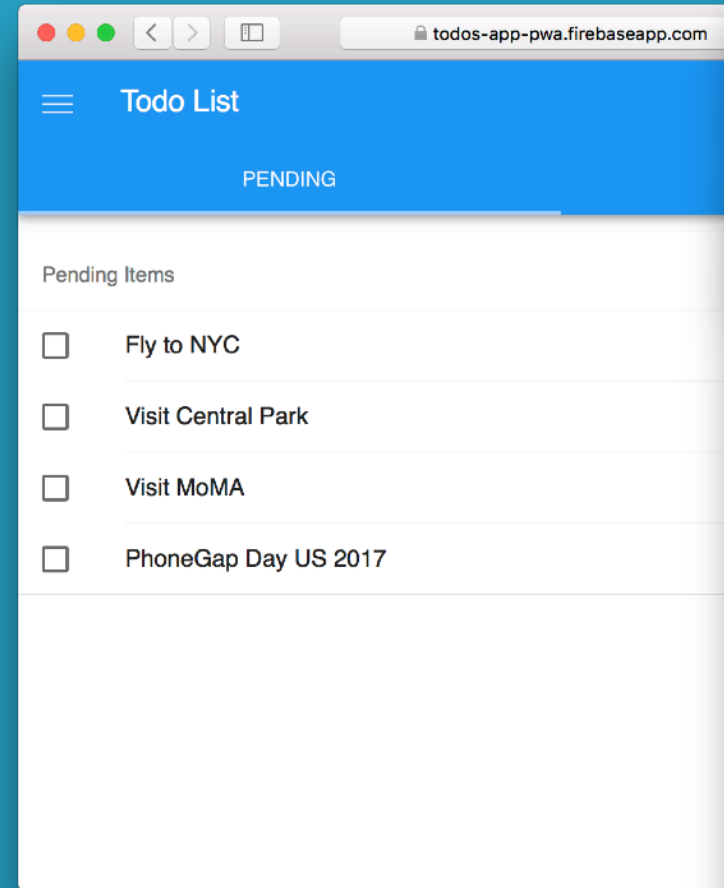 todos-app-pwa.firebaseapp.com
Todo List
PENDING
Pending Items
Fly to NYC
Visit Central Park
Visit MoMA
PhoneGap Day US 2017